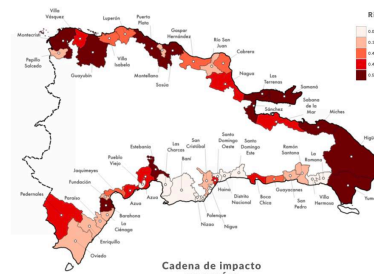 Villa
Vásquez
Montecristi
Pepillo
Salcedo
Guayubín
Luperón
Villa
Isabela
Puerto
Plata
Montellano
Sosúa
Gaspar
Hernández
Río San
Juan
Cabrera
Nagua
Las
Terrenas
Samaná
Sánchez
Sabana
de la
Mar
Miches
Higü
Yum
RI
Estebanía
Las
Charcas
Baní
San
Cristóbal
Santo
Domingo
Oeste
Santo
Domingo
Este
Ramón
Santana
La
Romana
Pueblo
Viejo
Jaquimeyes
Fundación
Paraíso
Pedernales
Azua
Azua
Barahona
La
Ciénaga
Enriquillo
Oviedo
Haina
Palenque
Nizao
Nigua
Distrito
Nacional
Boca
Chica
Guayacanes
San
Pedro
Villa
Hermosa
Cadena de impacto